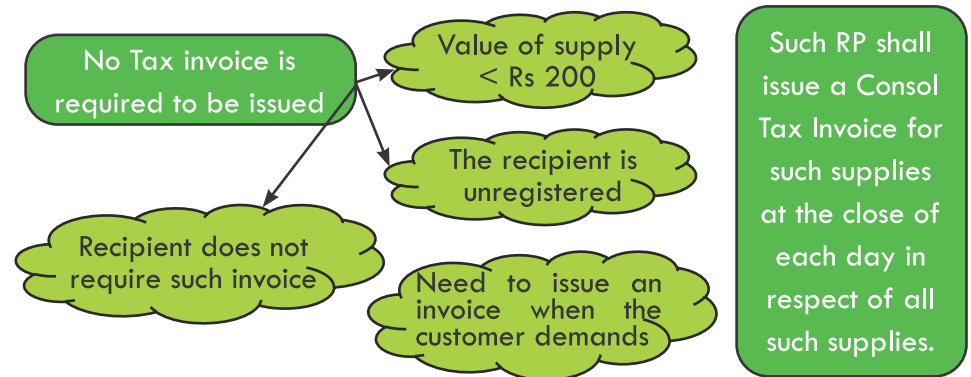 No Tax invoice is
required to be issued
Value of supply
< Rs 200
The recipient is
unregistered
Recipient does not
require such invoice
Need to issue an
invoice when the
customer demands
Such RP shall
issue a Consol
Tax Invoice for
such supplies
at the close of
each day in
respect of all
such supplies.